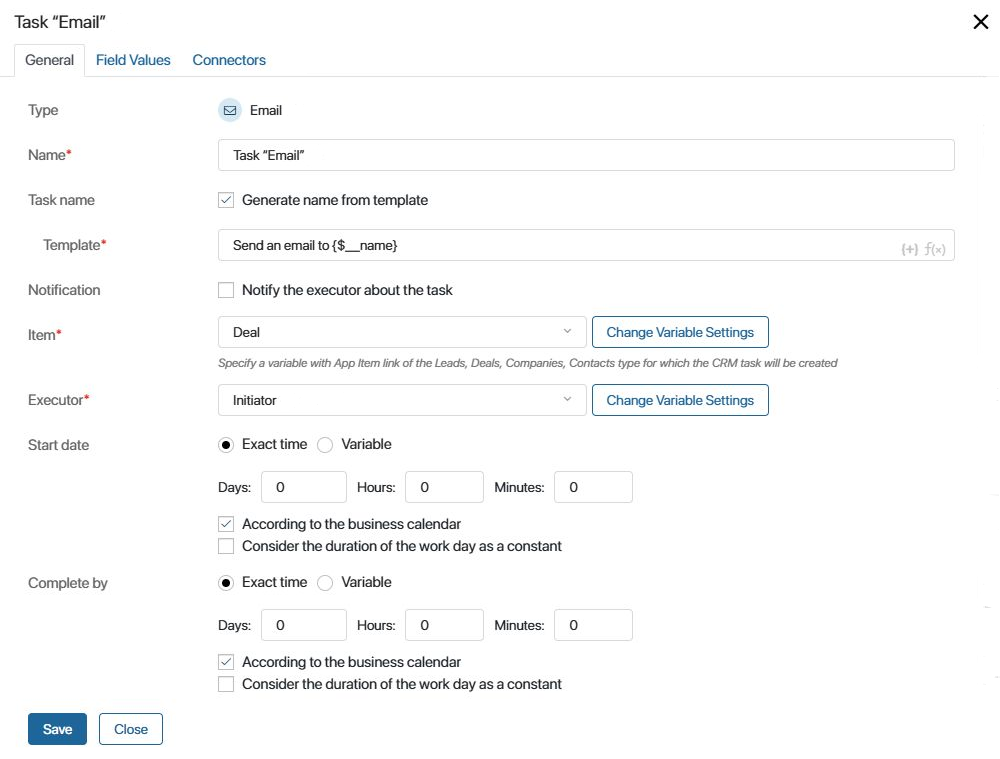 Task “Email”
General Field Values Connectors
Type Email
Name* Task “Email”
Task name Generate name from template
Template* Send an email to {$__name} {+} f(x)
Notification Notify the executor about the task
Item* Deal Change Variable Settings
Specify a variable with App Item link of the Leads, Deals, Companies, Contacts type for which the CRM task will be created
Executor* Initiator Change Variable Settings
Start date Exact time Variable
Days: 0 Hours: 0 Minutes: 0
According to the business calendar
Consider the duration of the work day as a constant
Complete by Exact time Variable
Days: 0 Hours: 0 Minutes: 0
According to the business calendar
Consider the duration of the work day as a constant
Save Close